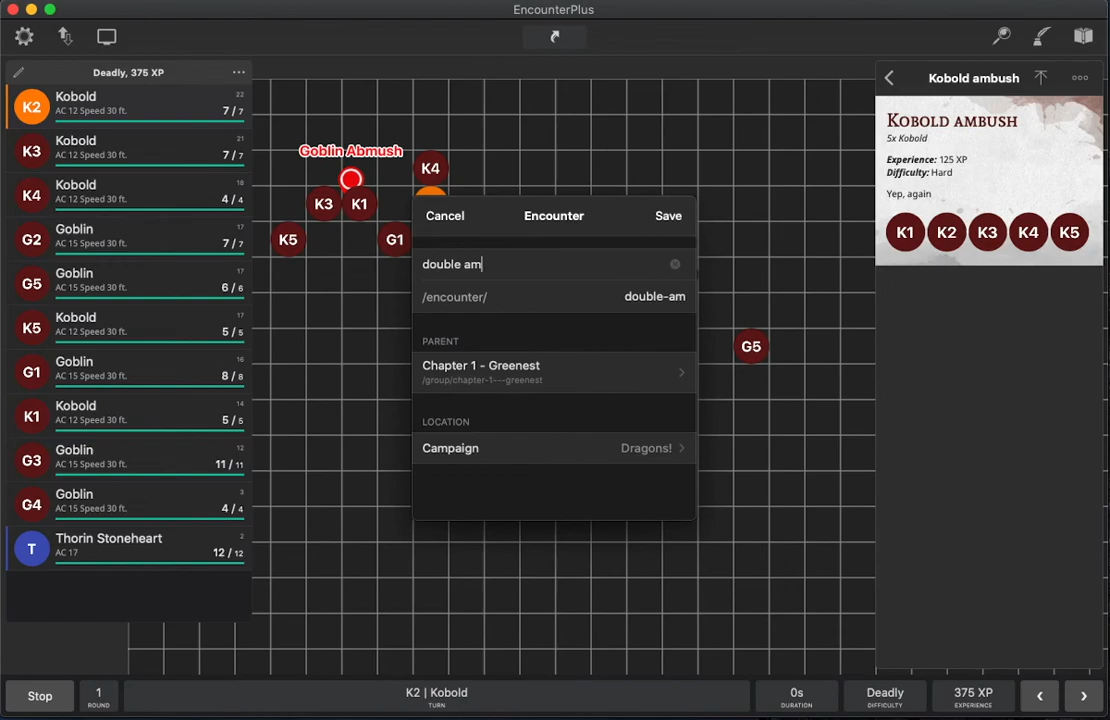 EncounterPlus
Deadly, 375 XP
K2 Kobold 22
AC 12 Speed 30 ft. 7 / 7
K3 Kobold 21
AC 12 Speed 30 ft. 7 / 7
K4 Kobold 18
AC 12 Speed 30 ft. 4 / 4
G2 Goblin 17
AC 15 Speed 30 ft. 7 / 7
G5 Goblin 17
AC 15 Speed 30 ft. 6 / 6
K5 Kobold 17
AC 12 Speed 30 ft. 5 / 5
G1 Goblin 16
AC 15 Speed 30 ft. 8 / 8
K1 Kobold 14
AC 12 Speed 30 ft. 5 / 5
G3 Goblin 12
AC 15 Speed 30 ft. 11 / 11
G4 Goblin 3
AC 15 Speed 30 ft. 4 / 4
T Thorin Stoneheart 2
AC 17 12 / 12
Goblin Abmush
K4
K3 K1
K5 G1
G5
Cancel Encounter Save
double am
/encounter/ double-am
PARENT
Chapter 1 - Greenest
/group/chapter-1---greenest
LOCATION
Campaign Dragons!
Kobold ambush
Kobold ambush
5x Kobold
Experience: 125 XP
Difficulty: Hard
Yep, again
K1 K2 K3 K4 K5
Stop
1
ROUND
K2 | Kobold
TURN
0s
DURATION
Deadly
DIFFICULTY
375 XP
EXPERIENCE